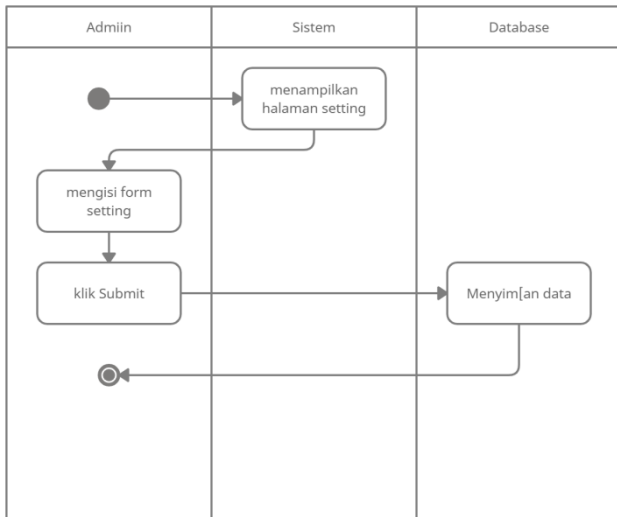 Admiin
Sistem
Database
menampilkan
halaman setting
mengisi form
setting
klik Submit
Menyim[an data